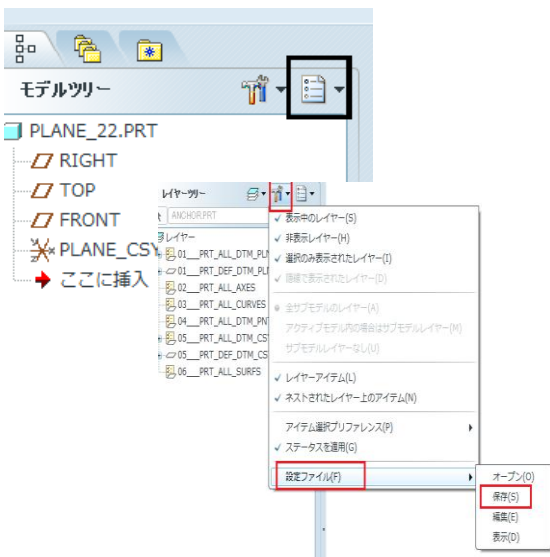 モデルツリー
PLANE_22.PRT
RIGHT
TOP
FRONT
PLANE_CSY
ここに挿入
レイヤーツリー
ANCHOR.PRT
レイヤー
01___PRT_ALL_DTM_PLN
01___PRT_DEF_DTM_PLN
02___PRT_ALL_AXES
03___PRT_ALL_CURVES
04___PRT_ALL_DTM_PNT
05___PRT_ALL_DTM_CSY
05___PRT_DEF_DTM_CSY
06___PRT_ALL_SURFS
表示中のレイヤー(S)
非表示レイヤー(H)
選択のみ表示されたレイヤー(I)
隠線で表示されたレイヤー(D)
全サブモデルのレイヤー(A)
アクティブモデル内の場合はサブモデルレイヤー(M)
サブモデルレイヤーなし(U)
レイヤーアイテム(L)
ネストされたレイヤー上のアイテム(N)
アイテム選択プリファレンス(P)
ステータスを適用(G)
設定ファイル(F)
オープン(O)
保存(S)
編集(E)
表示(D)